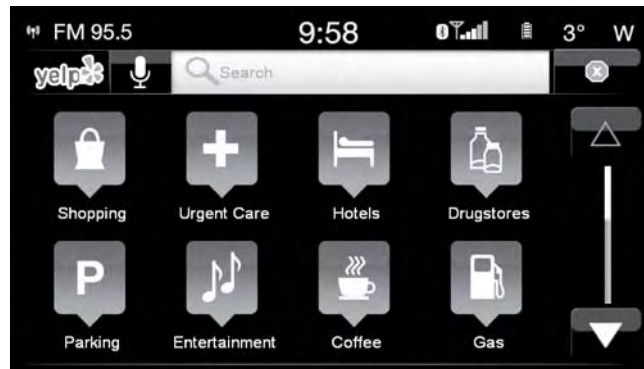 FM 95.5 9:58 3° W
yelp Search
Shopping Urgent Care Hotels Drugstores
P
Parking Entertainment Coffee Gas